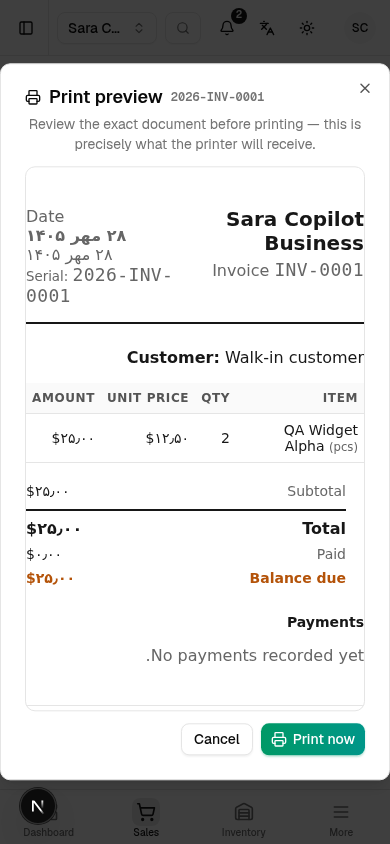 Sara C...
2
SC
Print preview 2026-INV-0001
Review the exact document before printing — this is
precisely what the printer will receive.
Sara Copilot
Business
Invoice INV-0001
Date
۲۸ مهر ۱۴۰۵
۲۸ مهر ۱۴۰۵
Serial: 2026-INV-
0001
Customer: Walk-in customer
AMOUNT UNIT PRICE QTY ITEM
$۲۵٫۰۰ $۱۲٫۵۰ 2 QA Widget
Alpha (pcs)
$۲۵٫۰۰ Subtotal
$۲۵٫۰۰ Total
$۰٫۰۰ Paid
$۲۵٫۰۰ Balance due
Payments
.No payments recorded yet
Cancel Print now
N
Dashboard Sales Inventory More